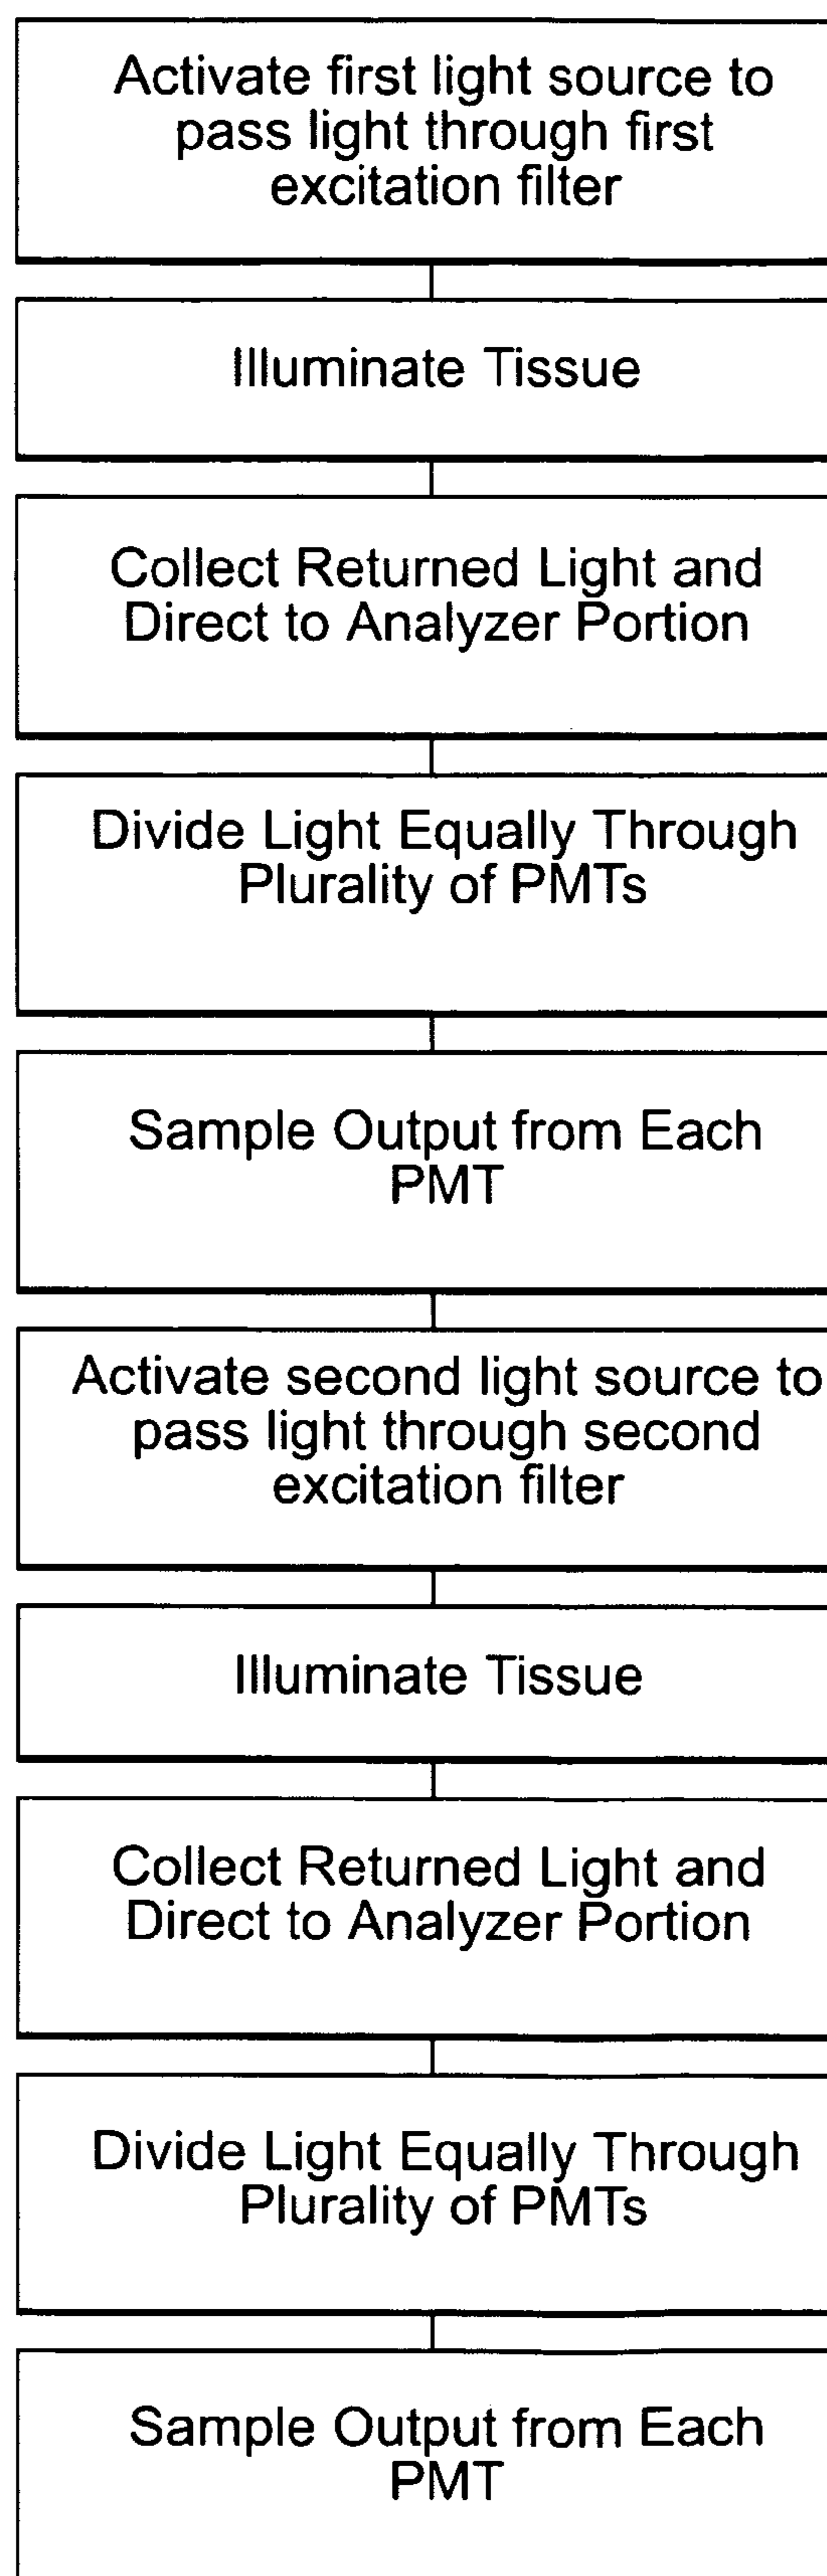 Activate first light source to
pass light through first
excitation filter
Illuminate Tissue
Collect Returned Light and
Direct to Analyzer Portion
Divide Light Equally Through
Plurality of PMTs
Sample Output from Each
PMT
Activate second light source to
pass light through second
excitation filter
Illuminate Tissue
Collect Returned Light and
Direct to Analyzer Portion
Divide Light Equally Through
Plurality of PMTs
Sample Output from Each
PMT